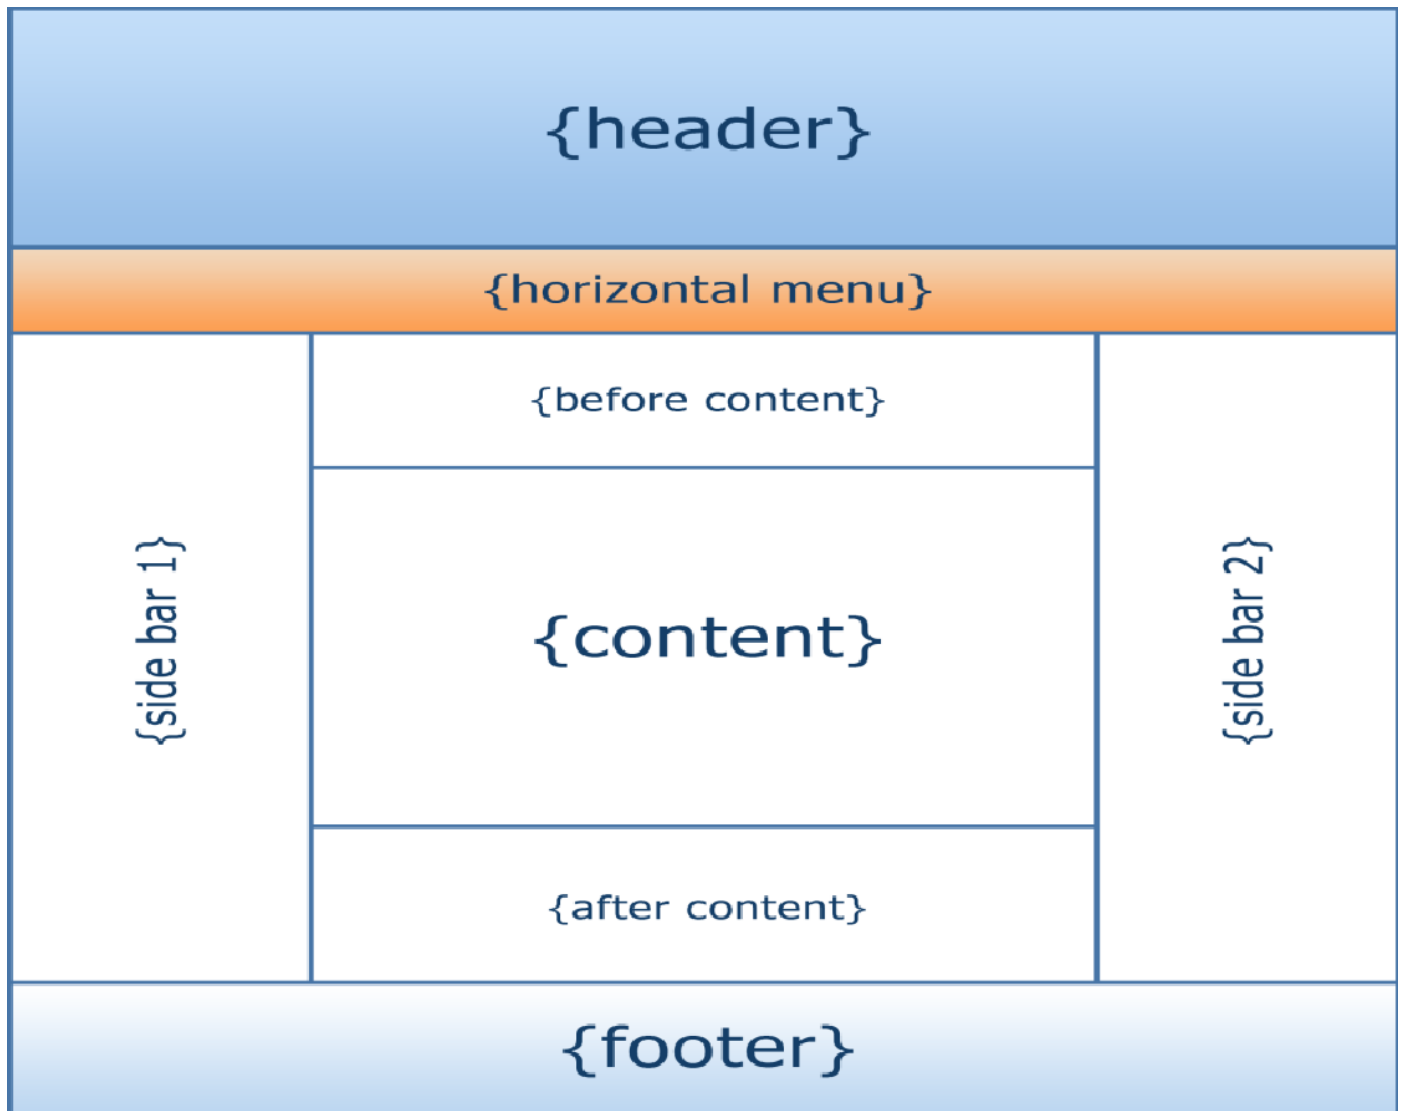 {header}
{horizontal menu}
{before content}
{side bar 1}
{content}
{side bar 2}
{after content}
{footer}